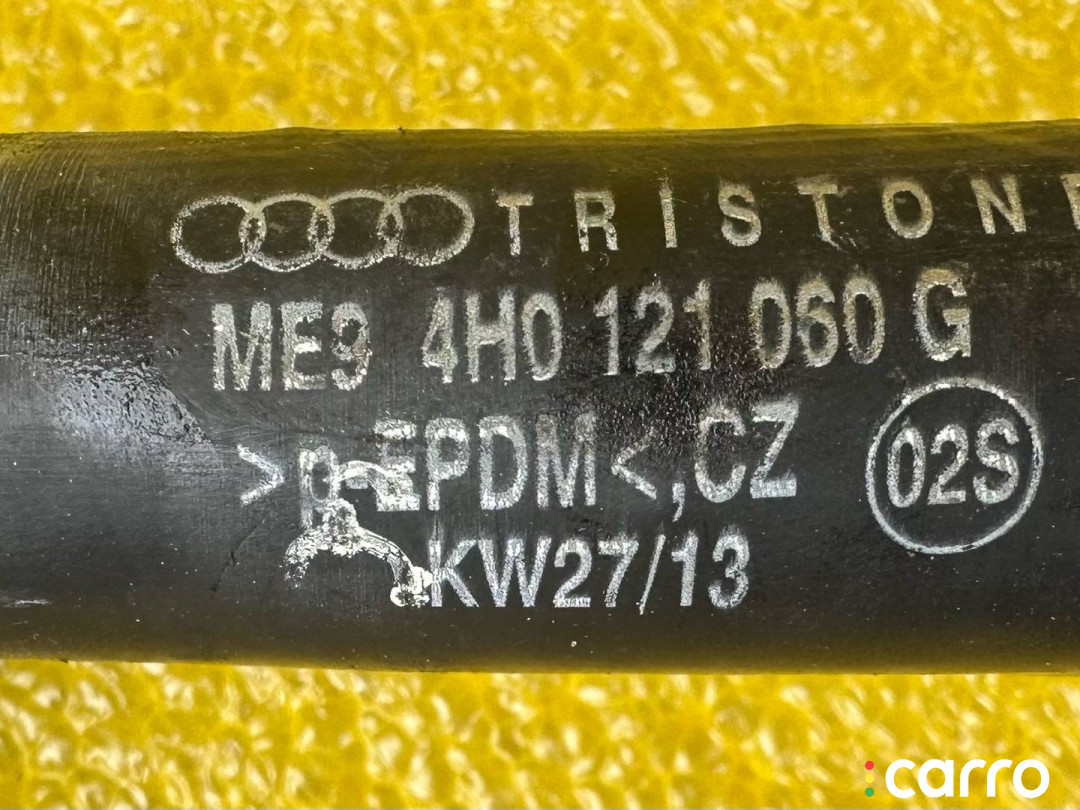 TRISTONE
ME9 4H0 121 060 G
>p-EPDM<,CZ
02S
KW27/13
carro